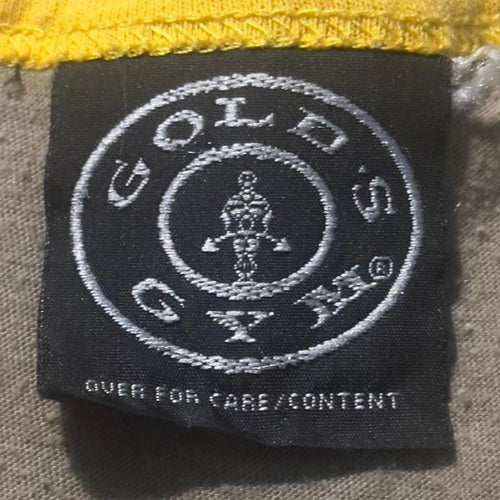 GOLD'S
GYM®
OVER FOR CARE/CONTENT